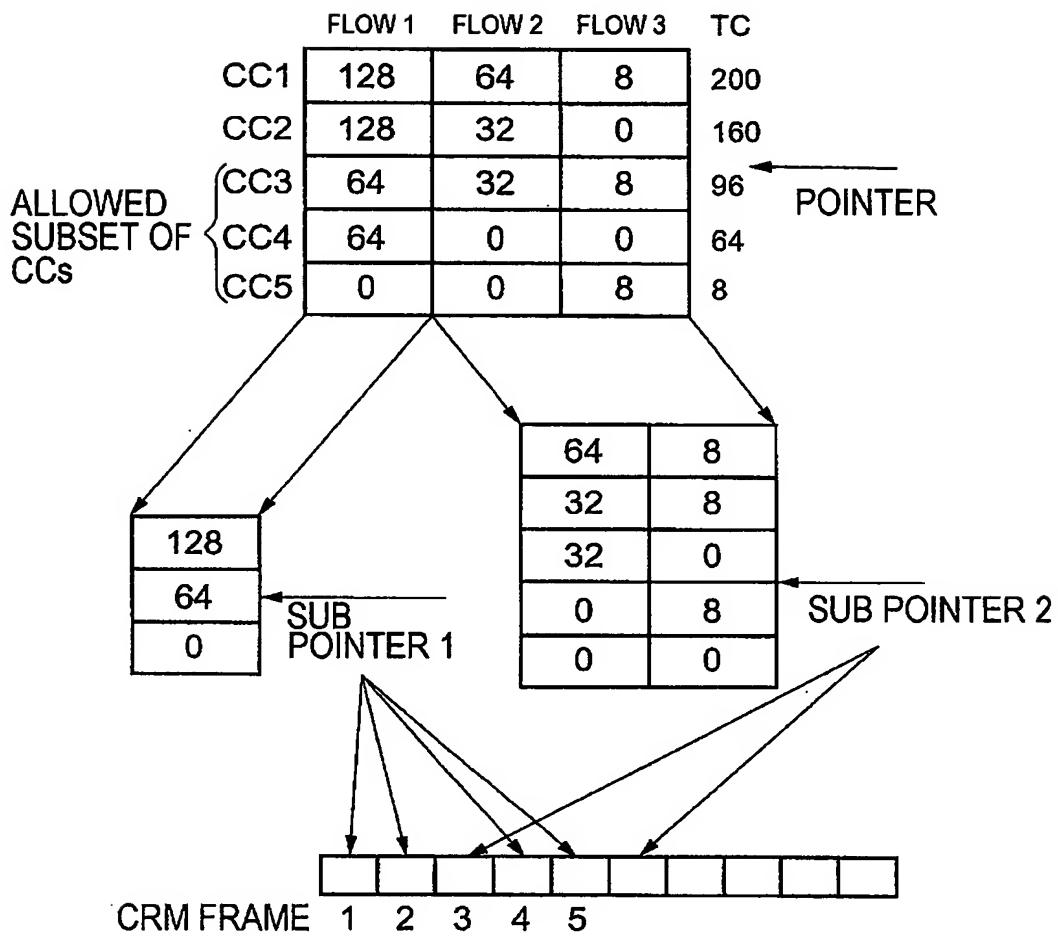 FLOW 1 FLOW 2 FLOW 3 TC
CC1 128 64 8 200
CC2 128 32 0 160
CC3 64 32 8 96
CC4 64 0 0 64
CC5 0 0 8 8
ALLOWED
SUBSET OF
CCs
POINTER
64 8
32 8
32 0
0 8
0 0
128
64
0
SUB
POINTER 1
SUB POINTER 2
CRM FRAME 1 2 3 4 5